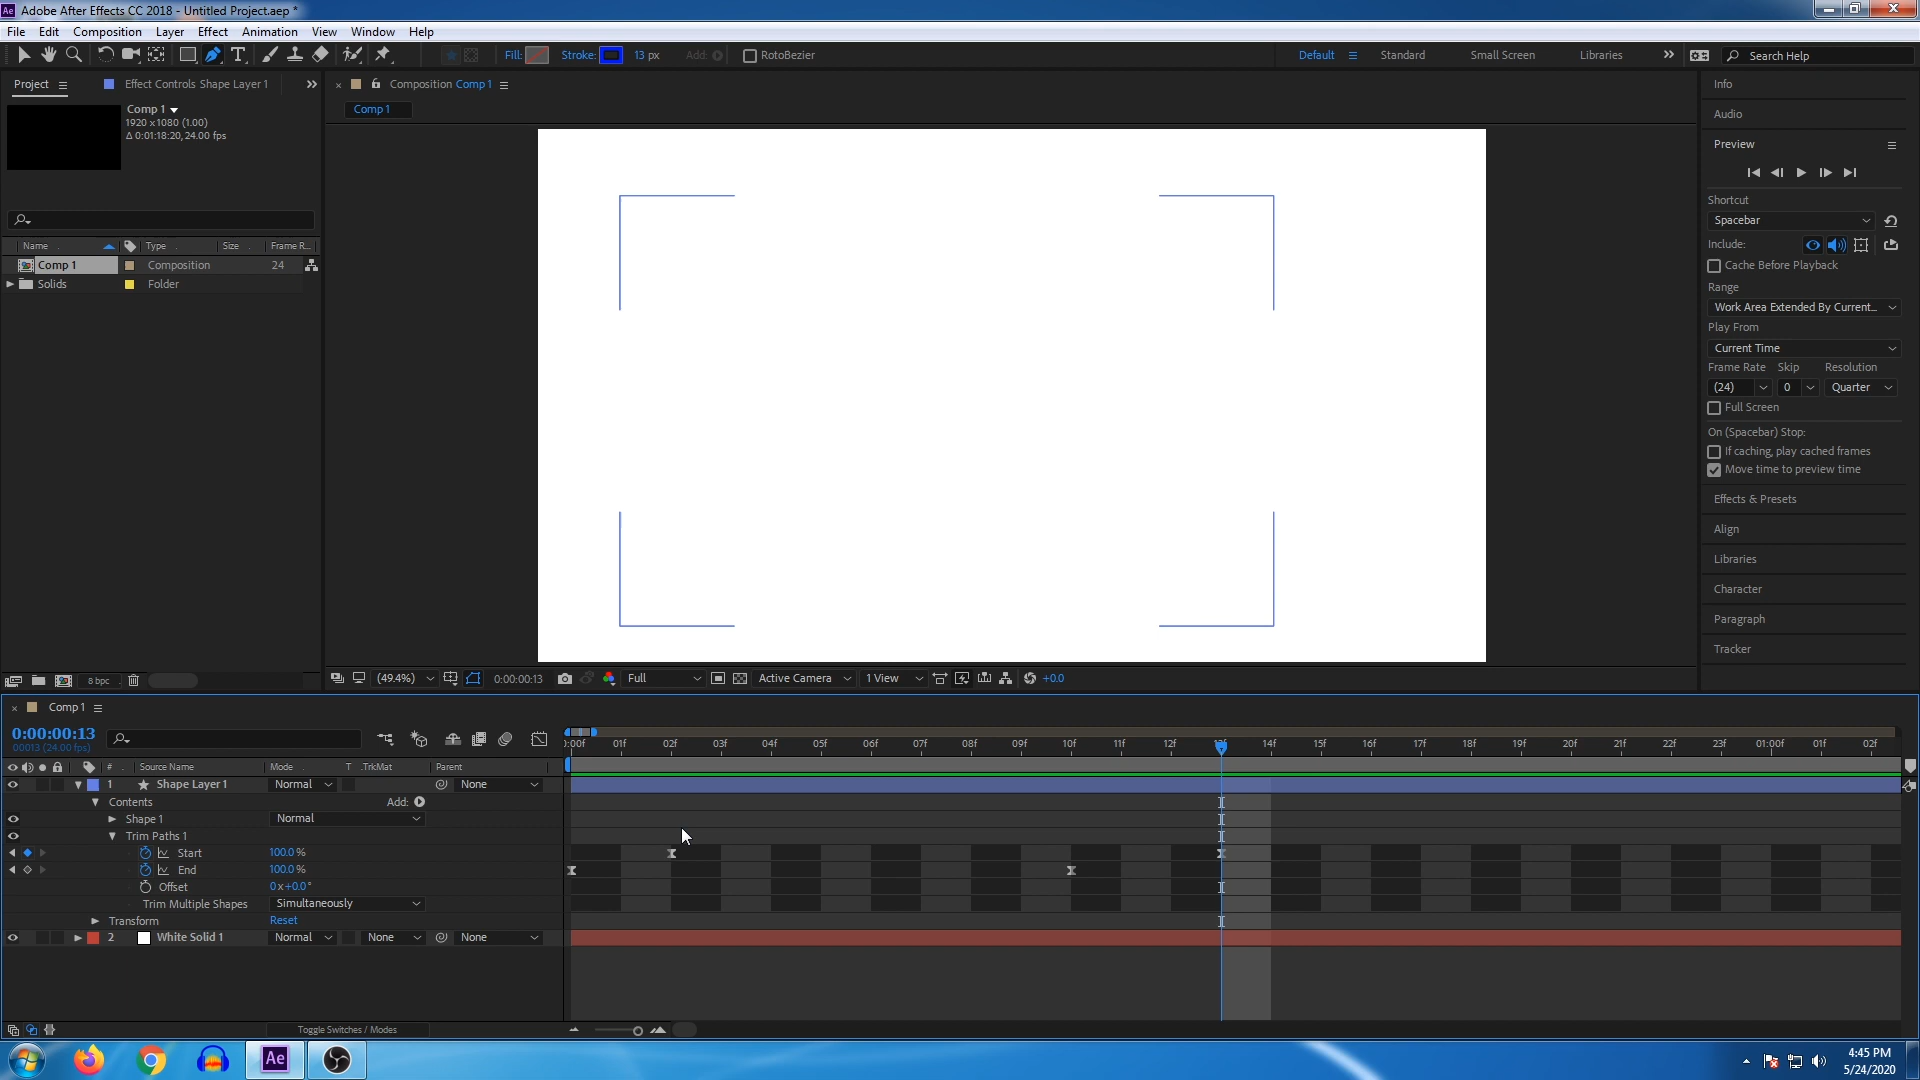 Adobe After Effects CC 2018 - Untitled Project.aep *
File Edit Composition Layer Effect Animation View Window Help
Fill: Stroke: 13 px Add: RotoBezier Default Standard Small Screen Libraries Search Help
Project Effect Controls Shape Layer 1 Composition Comp 1
Comp 1
Comp 1
1920 x 1080 (1.00)
Δ 0:01:18:20, 24.00 fps
Name Type Size Frame R...
Comp 1 Composition 24
Solids Folder
8 bpc
(49.4%) 0:00:00:13 Full Active Camera 1 View +0.0
Info
Audio
Preview
Shortcut
Spacebar
Include:
Cache Before Playback
Range
Work Area Extended By Current...
Play From
Current Time
Frame Rate Skip Resolution
(24) 0 Quarter
Full Screen
On (Spacebar) Stop:
If caching, play cached frames
Move time to preview time
Effects & Presets
Align
Libraries
Character
Paragraph
Tracker
Comp 1
0:00:00:13
00013 (24.00 fps)
01f 02f 03f 04f 05f 06f 07f 08f 09f 10f 11f 12f 14f 15f 16f 17f 18f 19f 20f 21f 22f 23f 01:00f 01f 02f
# Source Name Mode T .TrkMat Parent
1 Shape Layer 1 Normal None
Contents Add:
Shape 1 Normal
Trim Paths 1
Start 100.0 %
End 100.0 %
Offset 0 x +0.0 °
Trim Multiple Shapes Simultaneously
Transform Reset
2 White Solid 1 Normal None None
Toggle Switches / Modes
Ae
4:45 PM
5/24/2020